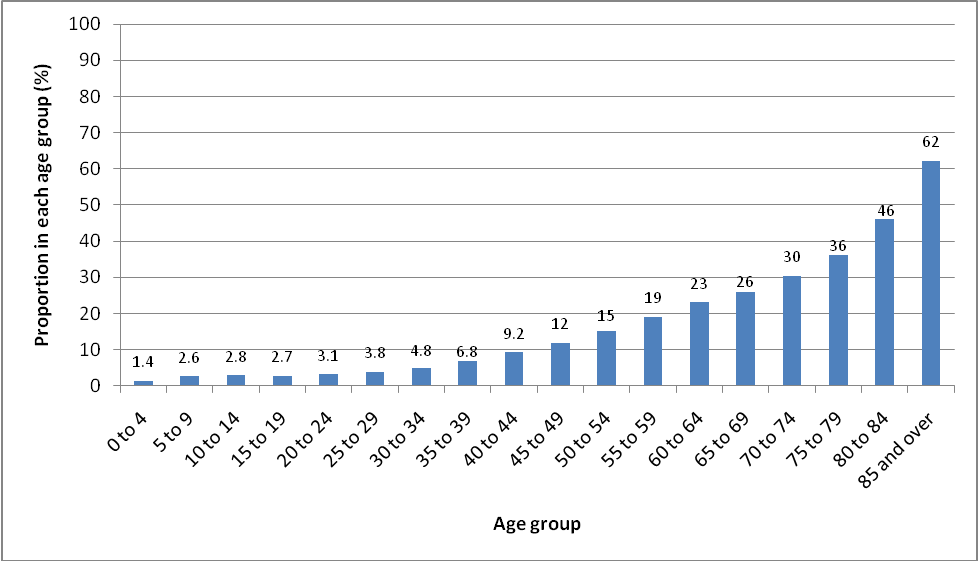 Proportion in each age group (%)
100
90
80
70
60
50
40
30
20
10
0
1.4
2.6
2.8
2.7
3.1
3.8
4.8
6.8
9.2
12
15
19
23
26
30
36
46
62
0 to 4
5 to 9
10 to 14
15 to 19
20 to 24
25 to 29
30 to 34
35 to 39
40 to 44
45 to 49
50 to 54
55 to 59
60 to 64
65 to 69
70 to 74
75 to 79
80 to 84
85 and over
Age group